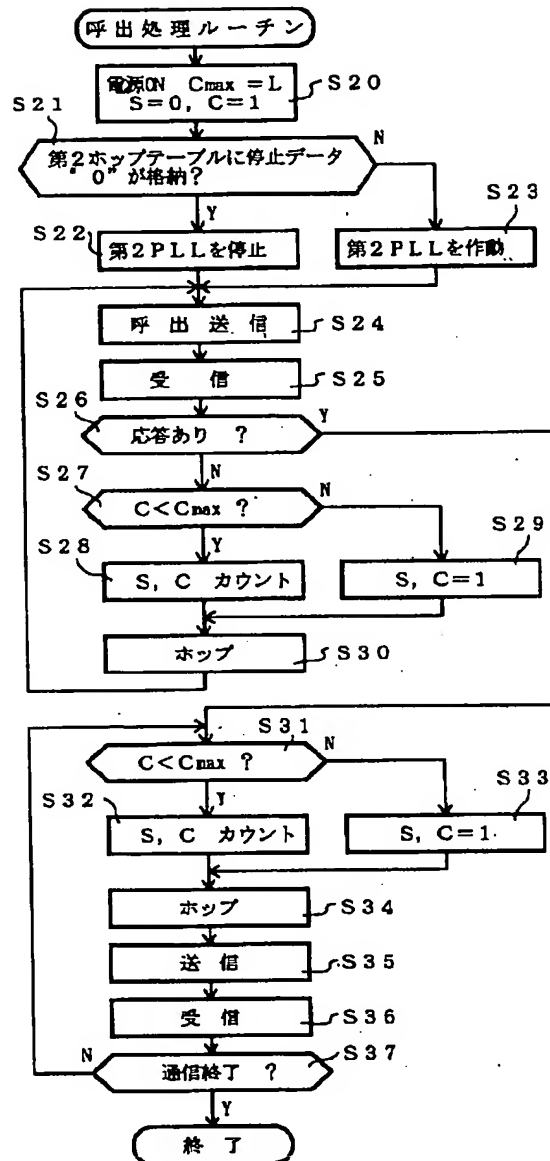 呼出処理ルーチン
電源ON Cmax=L
S=0, C=1
S20
S21
第2ホップテーブルに停止データ
"0"が格納?
N
Y
S22
第2PLLを停止
S23
第2PLLを作動
呼出送信
S24
受信
S25
S26
応答あり ?
Y
N
S27
C<Cmax ?
N
Y
S28
S, C カウント
S29
S, C=1
ホップ
S30
S31
C<Cmax ?
N
Y
S32
S, C カウント
S33
S, C=1
ホップ
S34
送信
S35
受信
S36
S37
N
通信終了 ?
Y
終了